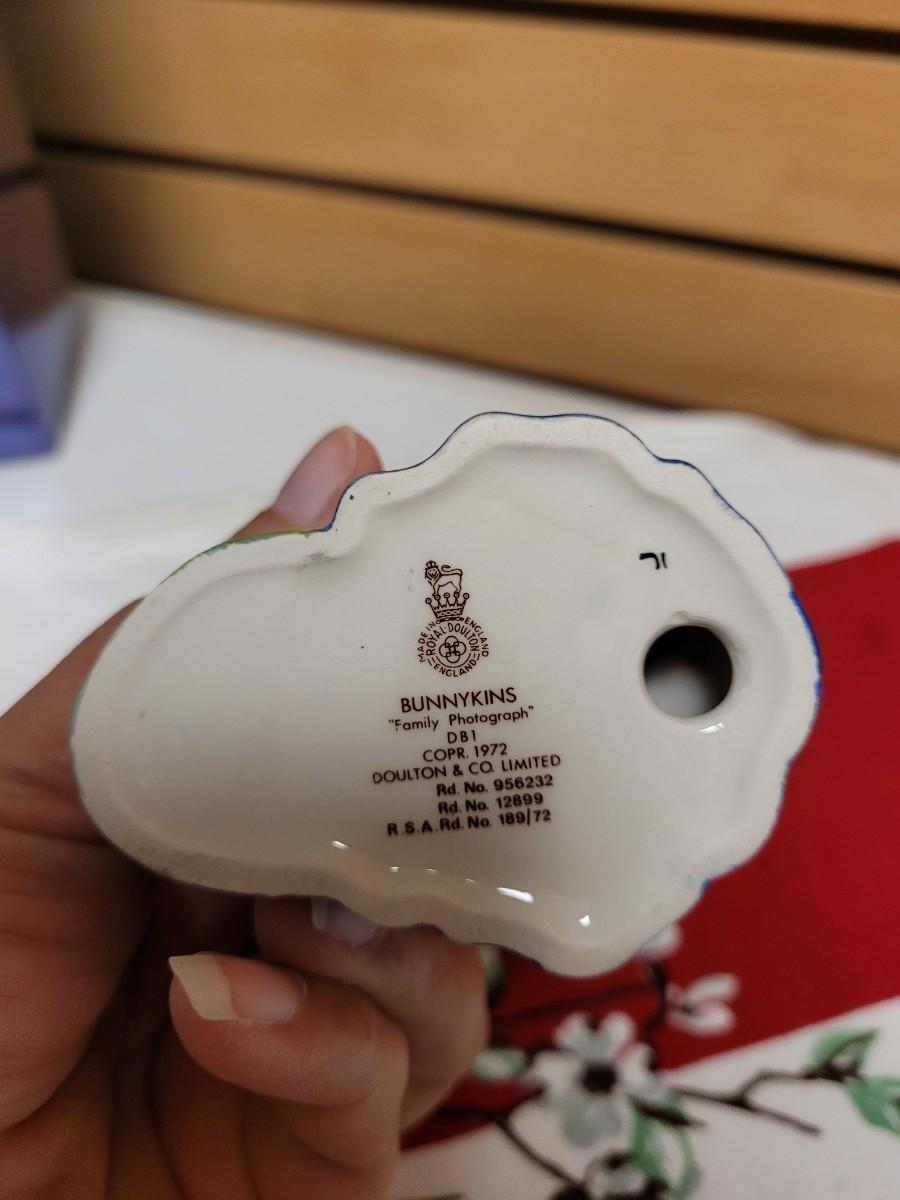 MADE IN ENGLAND
ROYAL·DOULTON
ENGLAND
BUNNYKINS
"Family Photograph"
DB1
COPR. 1972
DOULTON & CO. LIMITED
Rd. No. 956232
Rd. No. 12899
R.S.A. Rd. No. 189/72